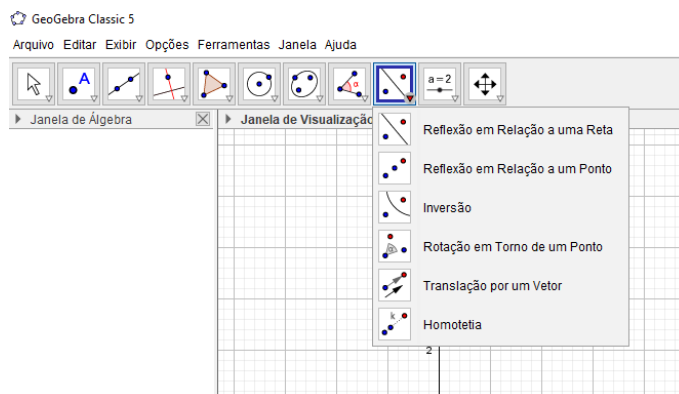 GeoGebra Classic 5
Arquivo Editar Exibir Opções Ferramentas Janela Ajuda
A
α
a=2
Janela de Álgebra
Janela de Visualização
Reflexão em Relação a uma Reta
Reflexão em Relação a um Ponto
Inversão
Rotação em Torno de um Ponto
Translação por um Vetor
k
Homotetia
2